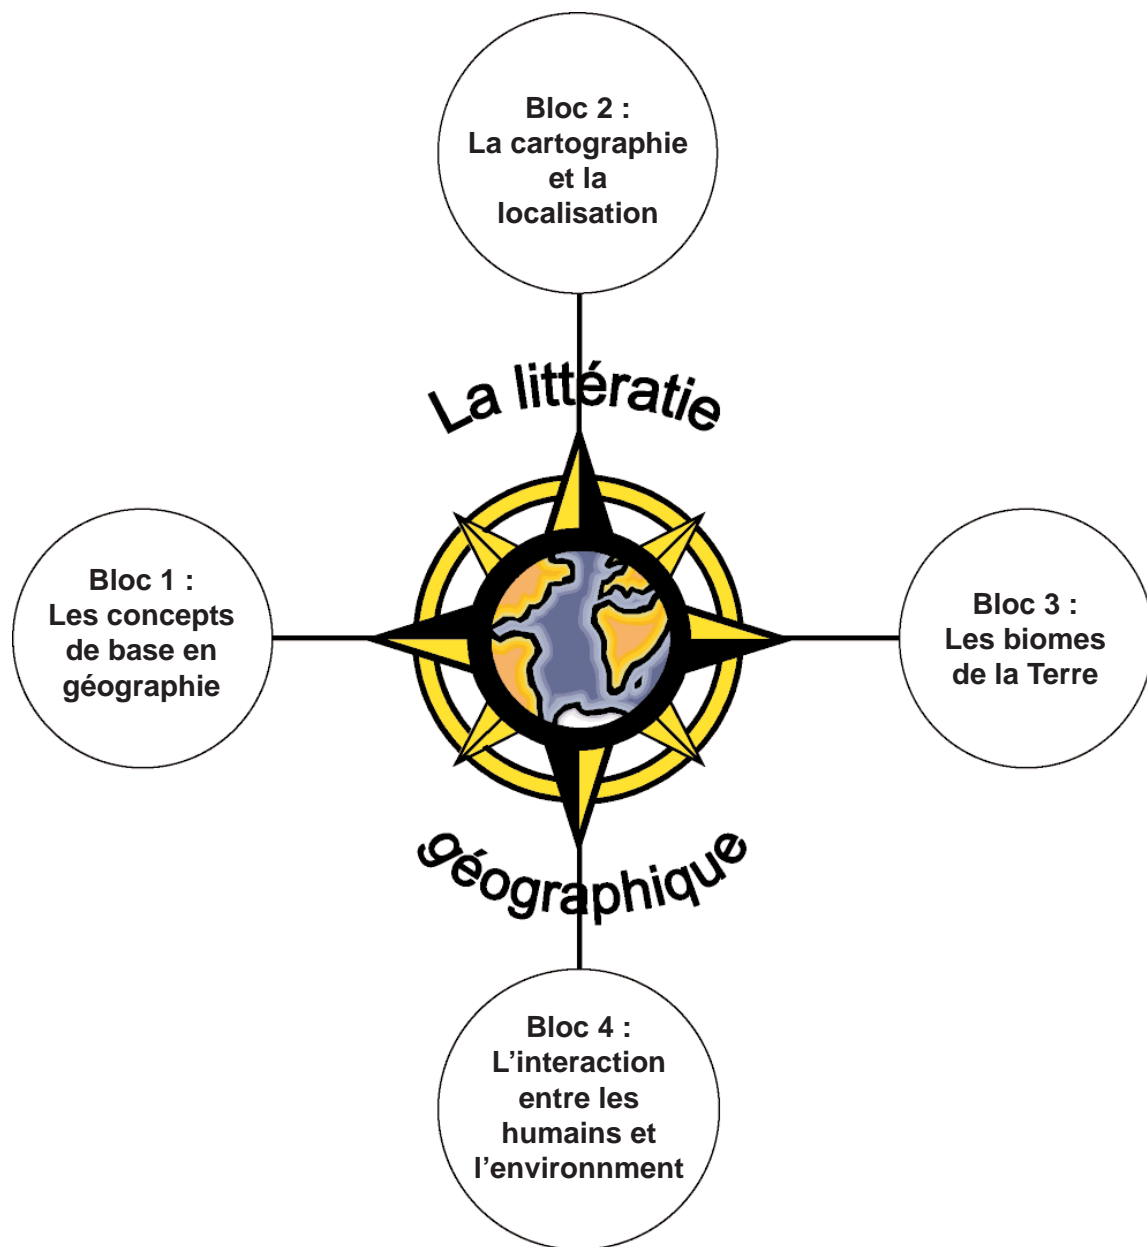 Bloc 2 :
La cartographie
et la
localisation
La littératie
Bloc 1 :
Les concepts
de base en
géographie
Bloc 3 :
Les biomes
de la Terre
géographique
Bloc 4 :
L’interaction
entre les
humains et
l’environnment